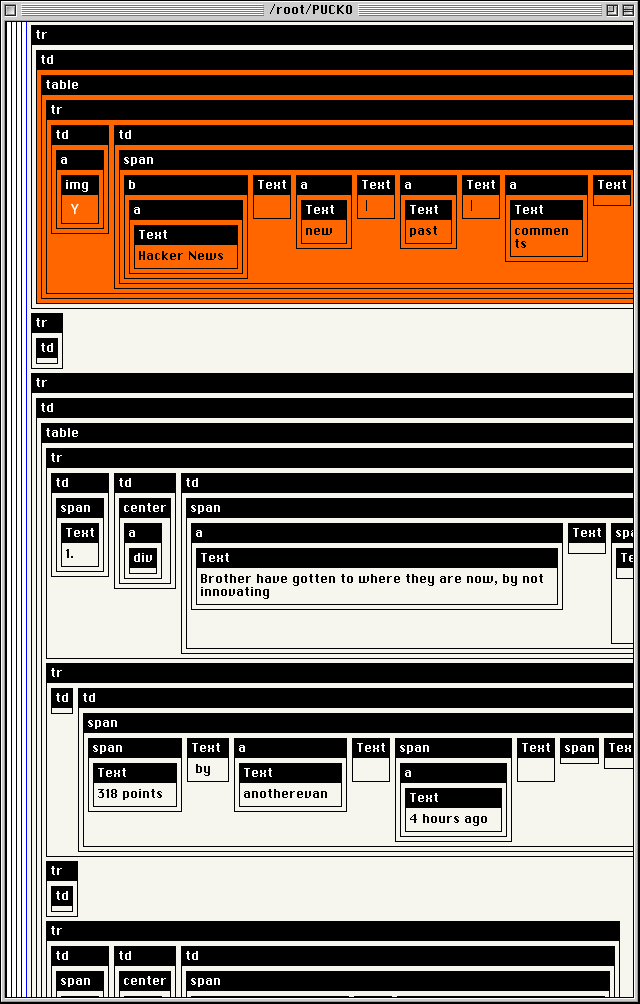 /root/PUCKO
tr
td
table
tr
td td
a span
img b Text a Text a Text a Text
Y a Text | Text | Text
Text new past commen
Hacker News ts
tr
td
tr
td
table
tr
td td td
span center span
Text a a Text spa
1. div Text Te
Brother have gotten to where they are now, by not
innovating
tr
td td
span
span Text a Text span Text span Tex
Text by Text a
318 points anotherevan Text
4 hours ago
tr
td
tr
td td td
span center span